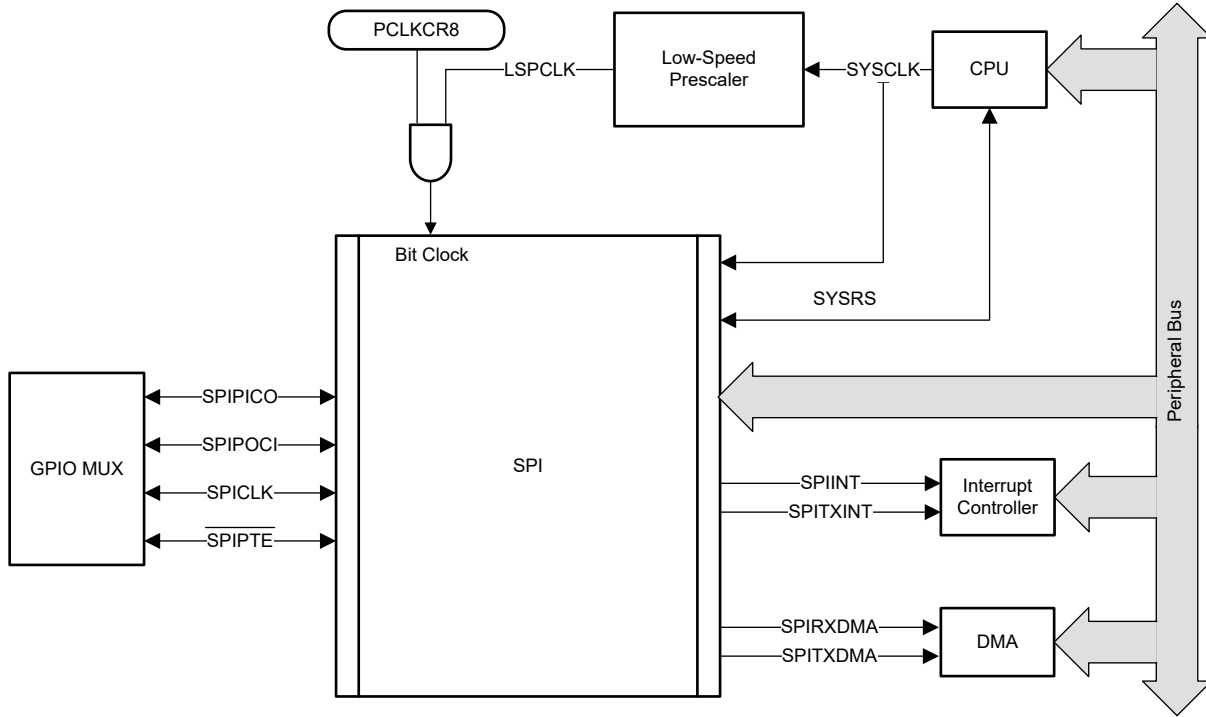 PCLKCR8
LSPCLK
Low-Speed
Prescaler
SYSCLK
CPU
Bit Clock
SYSRS
Peripheral Bus
GPIO MUX
SPIPICO
SPIPOCI
SPICLK
SPIPTE
SPI
SPIINT
SPITXINT
Interrupt
Controller
SPIRXDMA
SPITXDMA
DMA